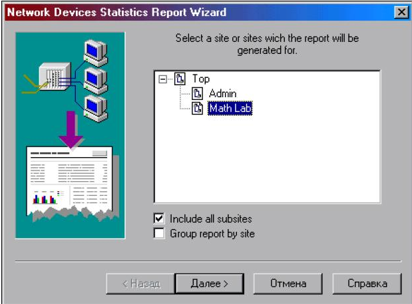 Network Devices Statistics Report Wizard
Select a site or sites wich the report will be
generated for.
Top
Admin
Math Lab
Include all subsites
Group report by site
< Назад
Далее >
Отмена
Справка